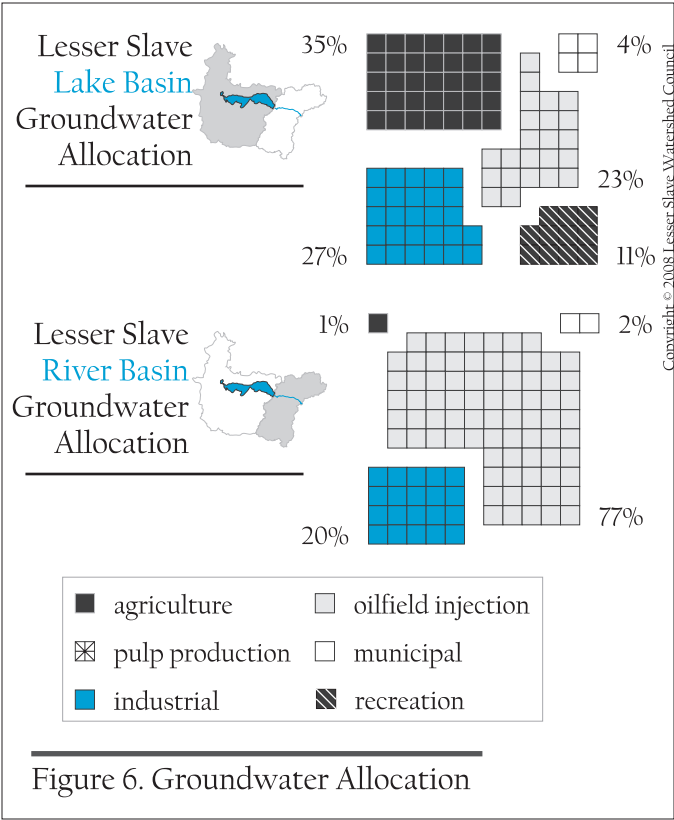 Lesser Slave
Lake Basin
Groundwater
Allocation
35%
4%
23%
27%
11%
Lesser Slave
River Basin
Groundwater
Allocation
1%
2%
77%
20%
agriculture
oilfield injection
pulp production
municipal
industrial
recreation
Figure 6. Groundwater Allocation
Copyright © 2008 Lesser Slave Watershed Council